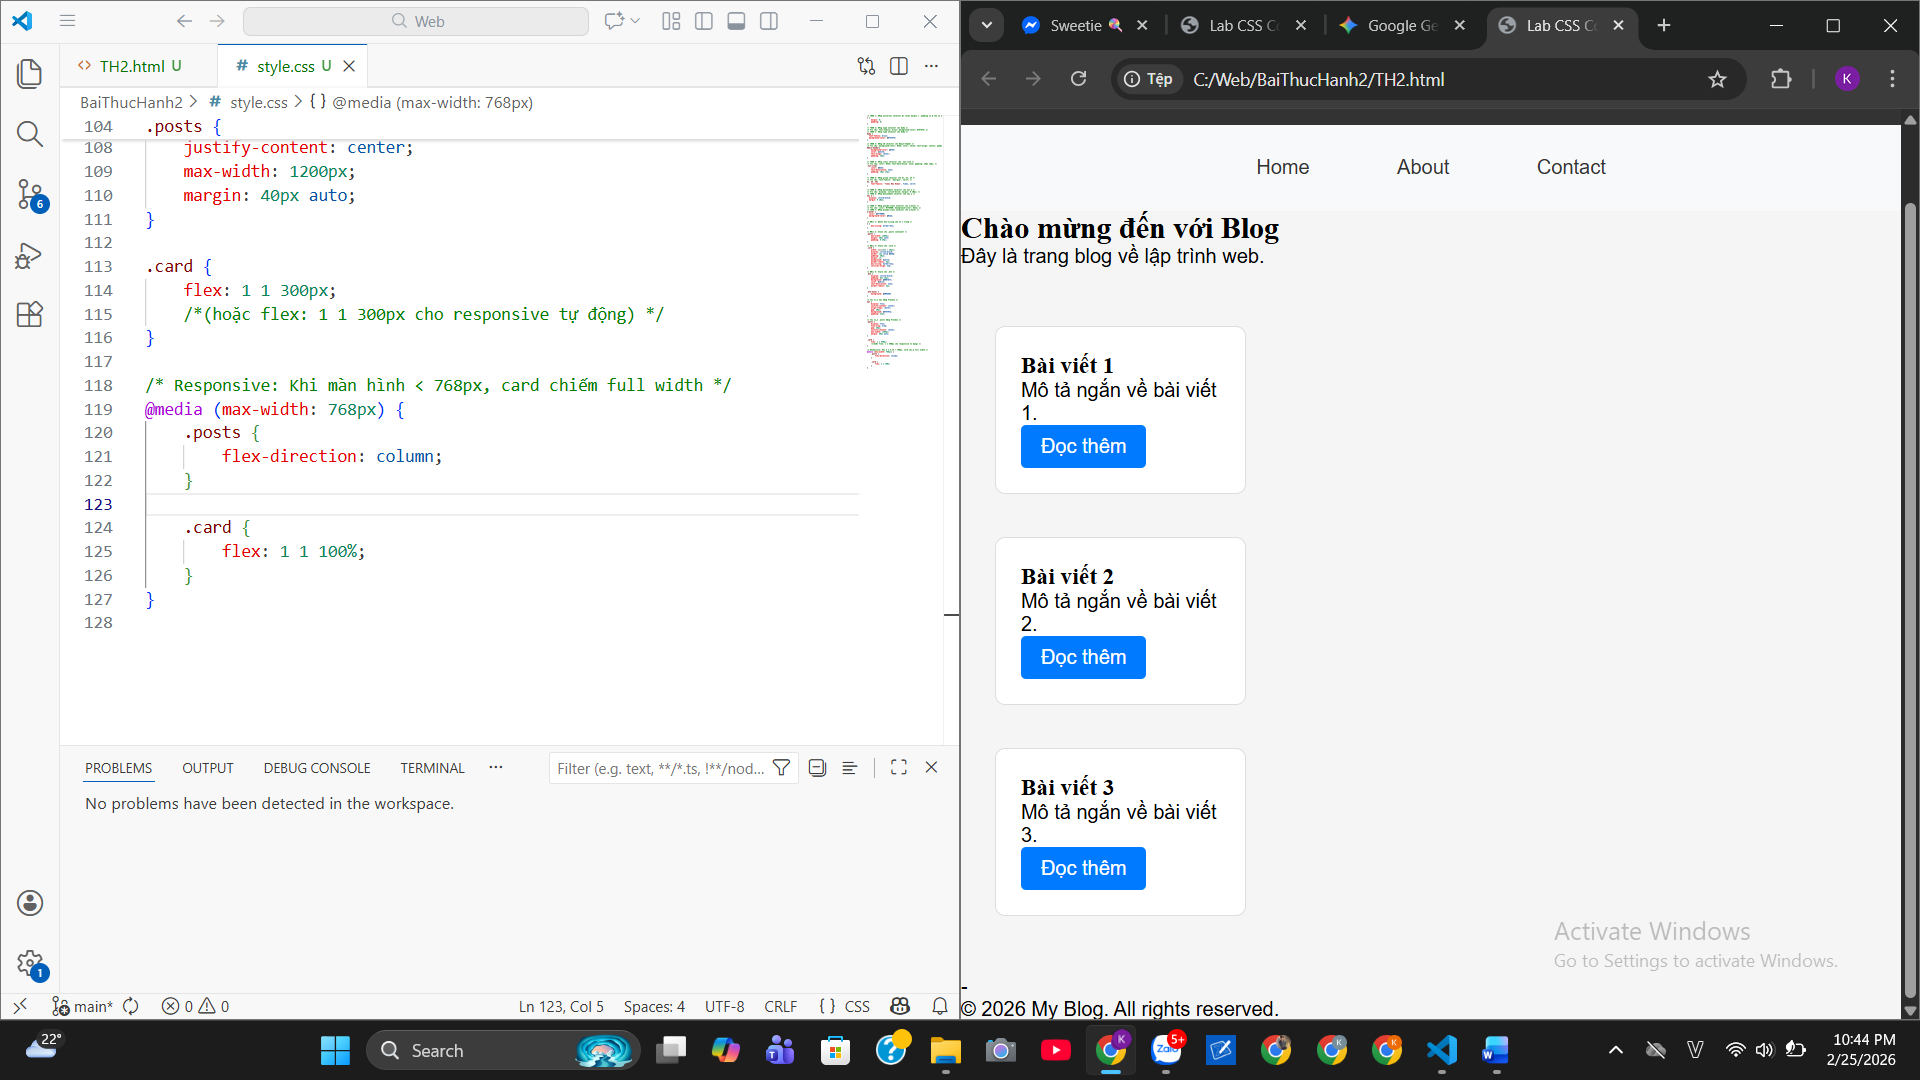 Web
TH2.html U
# style.css U
BaiThucHanh2 > # style.css > { } @media (max-width: 768px)
104 .posts {
108 justify-content: center;
109 max-width: 1200px;
110 margin: 40px auto;
111 }
112
113 .card {
114 flex: 1 1 300px;
115 /*(hoặc flex: 1 1 300px cho responsive tự động) */
116 }
117
118 /* Responsive: Khi màn hình < 768px, card chiếm full width */
119 @media (max-width: 768px) {
120 .posts {
121 flex-direction: column;
122 }
123
124 .card {
125 flex: 1 1 100%;
126 }
127 }
128
6
PROBLEMS OUTPUT DEBUG CONSOLE TERMINAL ···
Filter (e.g. text, **/*.ts, !**/nod...
No problems have been detected in the workspace.
1
main* 0 0 Ln 123, Col 5 Spaces: 4 UTF-8 CRLF { } CSS
Sweetie
Lab CSS C
Google Ge
Lab CSS C
Tệp C:/Web/BaiThucHanh2/TH2.html K
Home About Contact
Chào mừng đến với Blog
Đây là trang blog về lập trình web.
Bài viết 1
Mô tả ngắn về bài viết
1.
Đọc thêm
Bài viết 2
Mô tả ngắn về bài viết
2.
Đọc thêm
Bài viết 3
Mô tả ngắn về bài viết
3.
Đọc thêm
Activate Windows
Go to Settings to activate Windows.
-
© 2026 My Blog. All rights reserved.
22°
Search
K
Zalo
5+
10:44 PM
2/25/2026